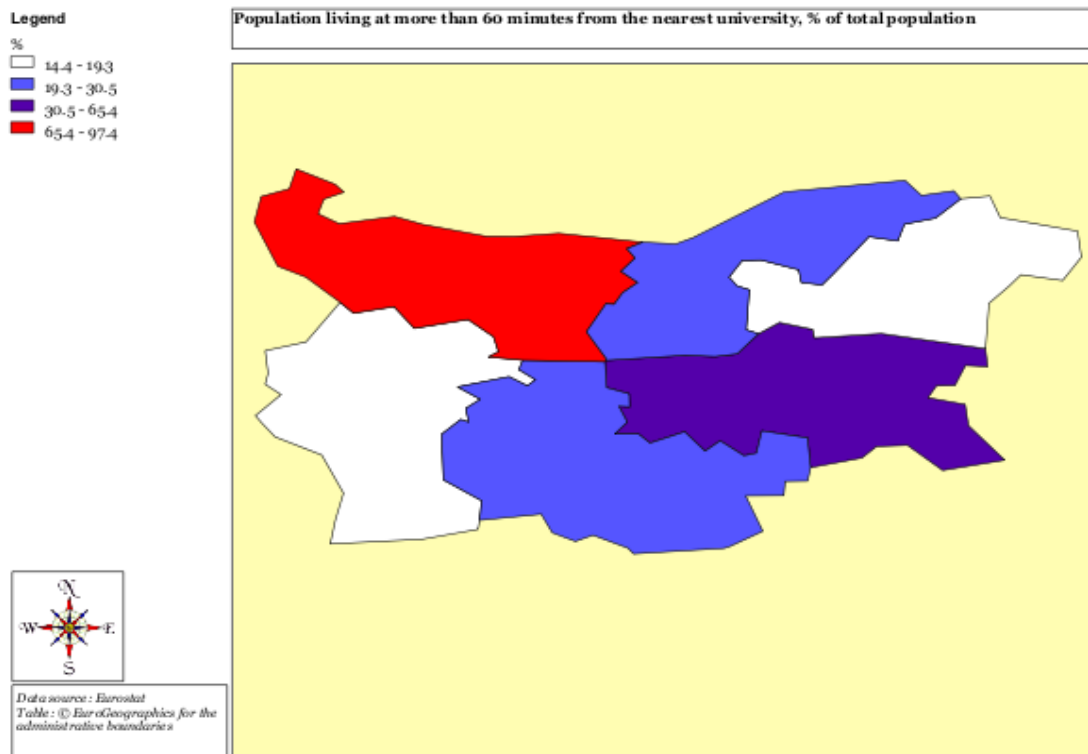 Legend
Population living at more than 60 minutes from the nearest university, % of total population
%
14.4 - 19.3
19.3 - 30.5
30.5 - 65.4
65.4 - 97.4
N
W E
S
Data source : Eurostat
Table : © EuroGeographics for the
administrative boundaries